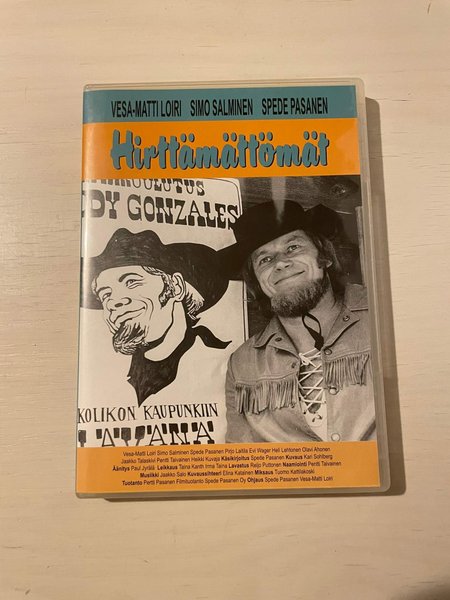 VESA-MATTI LOIRI SIMO SALMINEN SPEDE PASANEN
Hirttämättömät
DY GONZALES
KOLIKON KAUPUNKIIN
Vesa-Matti Loiri Simo Salminen Spede Pasanen Pirjo Laitila Evi Wager Heli Lehtonen Olavi Ahonen
Jaakko Talaskivi Pentti Taivainen Heikki Kuvaja Käsikirjoitus Spede Pasanen Kuvaus Kari Sohlberg
Äänitys Paul Jyrälä Leikkaus Taina Kanth Irma Taina Lavastus Reijo Puttonen Naamiointi Pentti Taivainen
Musiikki Jaakko Salo Kuvaussihteeri Elina Katainen Miksaus Tuomo Kattilakoski
Tuotanto Pertti Pasanen Filmituotanto Spede Pasanen Oy Ohjaus Spede Pasanen Vesa-Matti Loiri